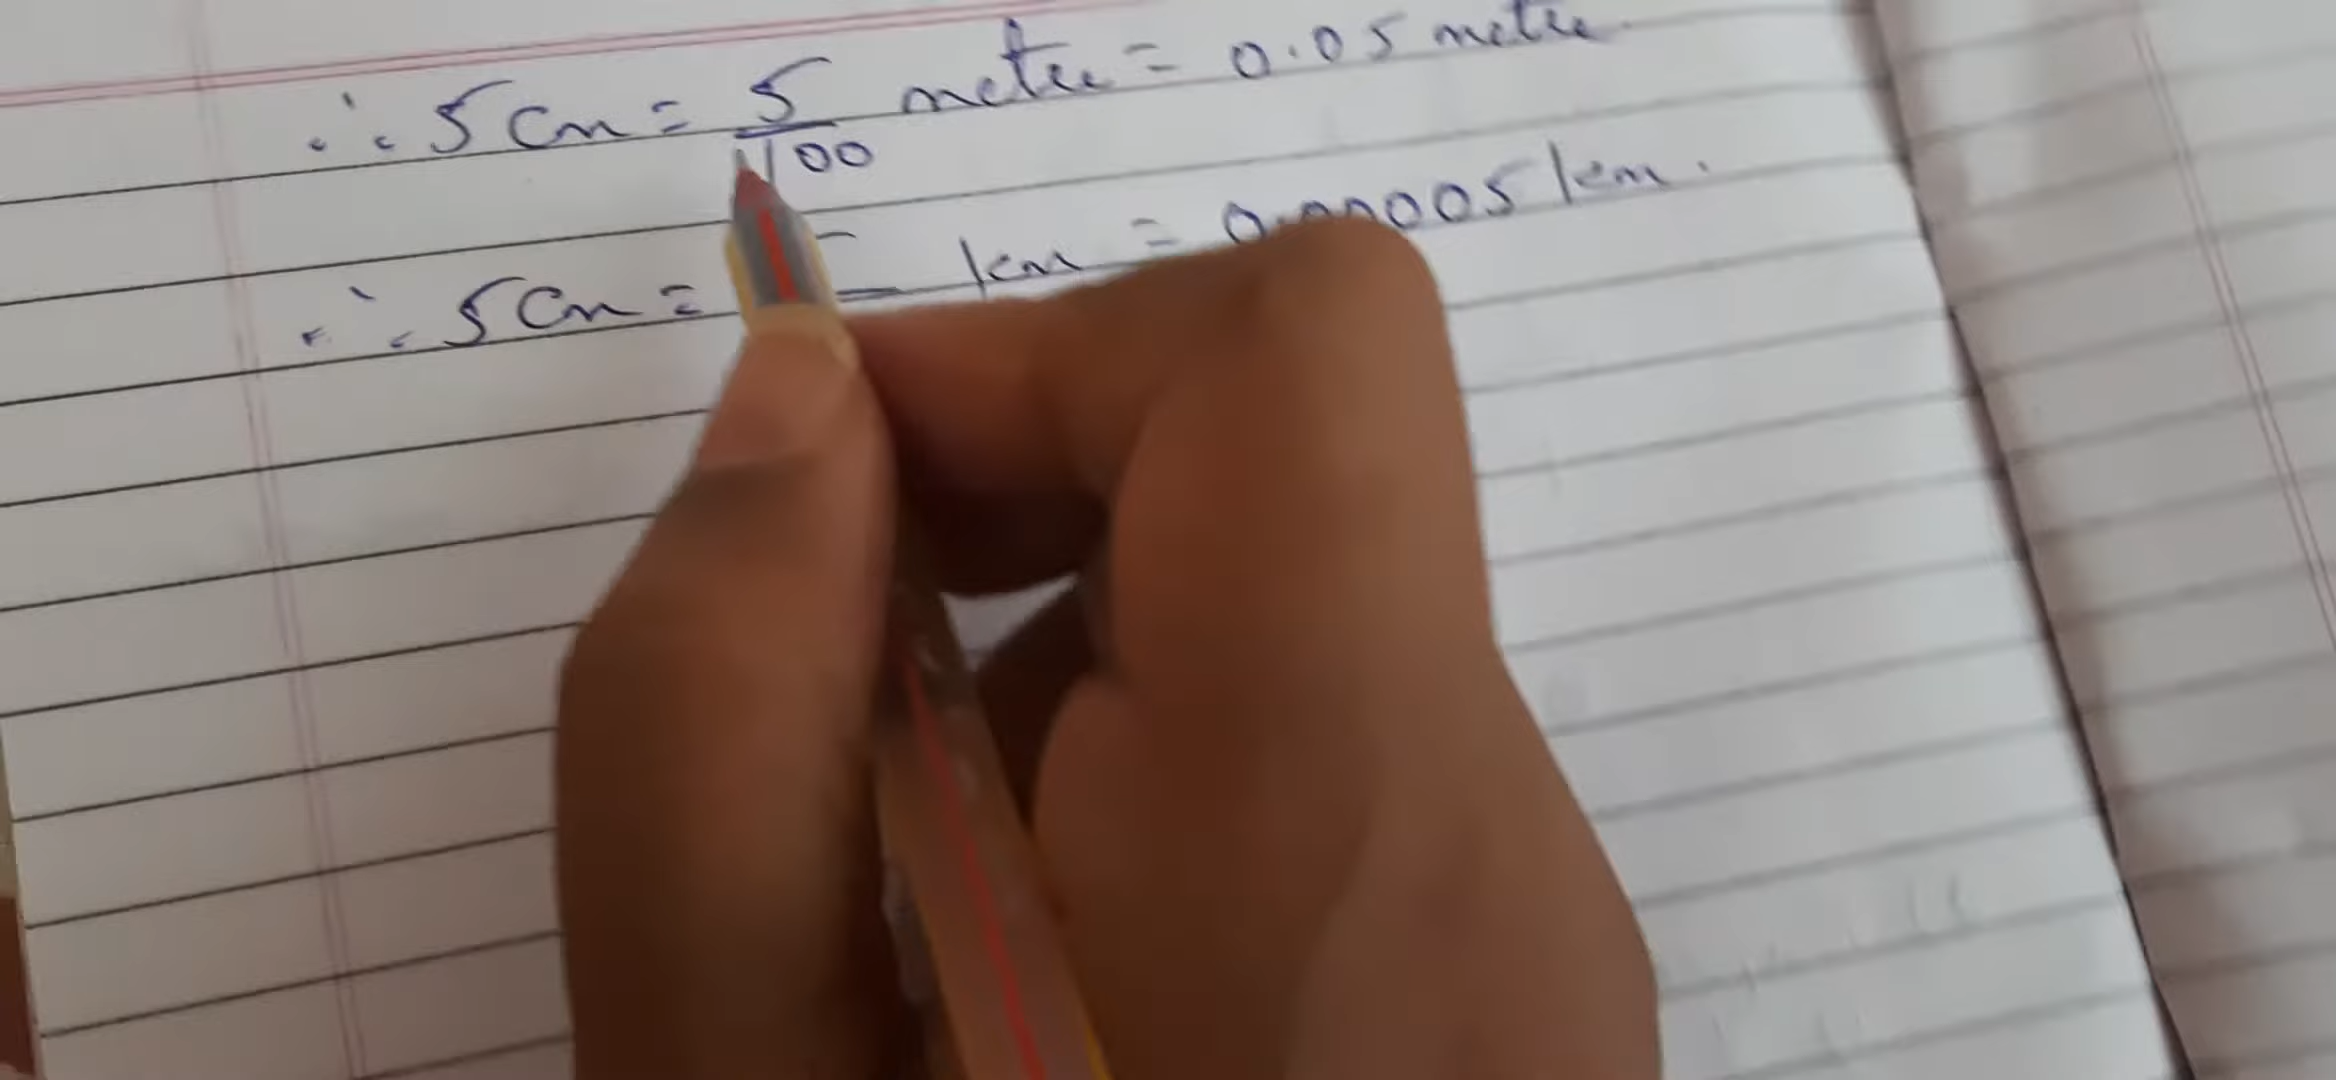 ∴ 5 cm = 5/100 metre = 0.05 metre.
∴ 5 cm = km = 0.00005 km.